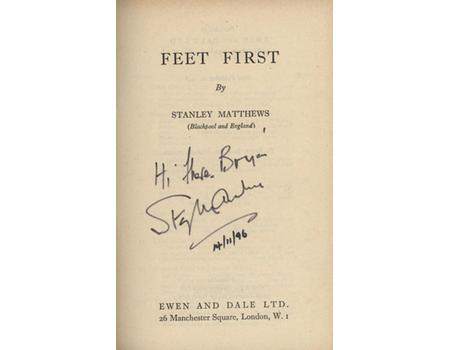 FEET FIRST
By
STANLEY MATTHEWS
(Blackpool and England)
Hi there Bryan
Stan Matthews
14/11/96
EWEN AND DALE LTD.
26 Manchester Square, London, W. 1